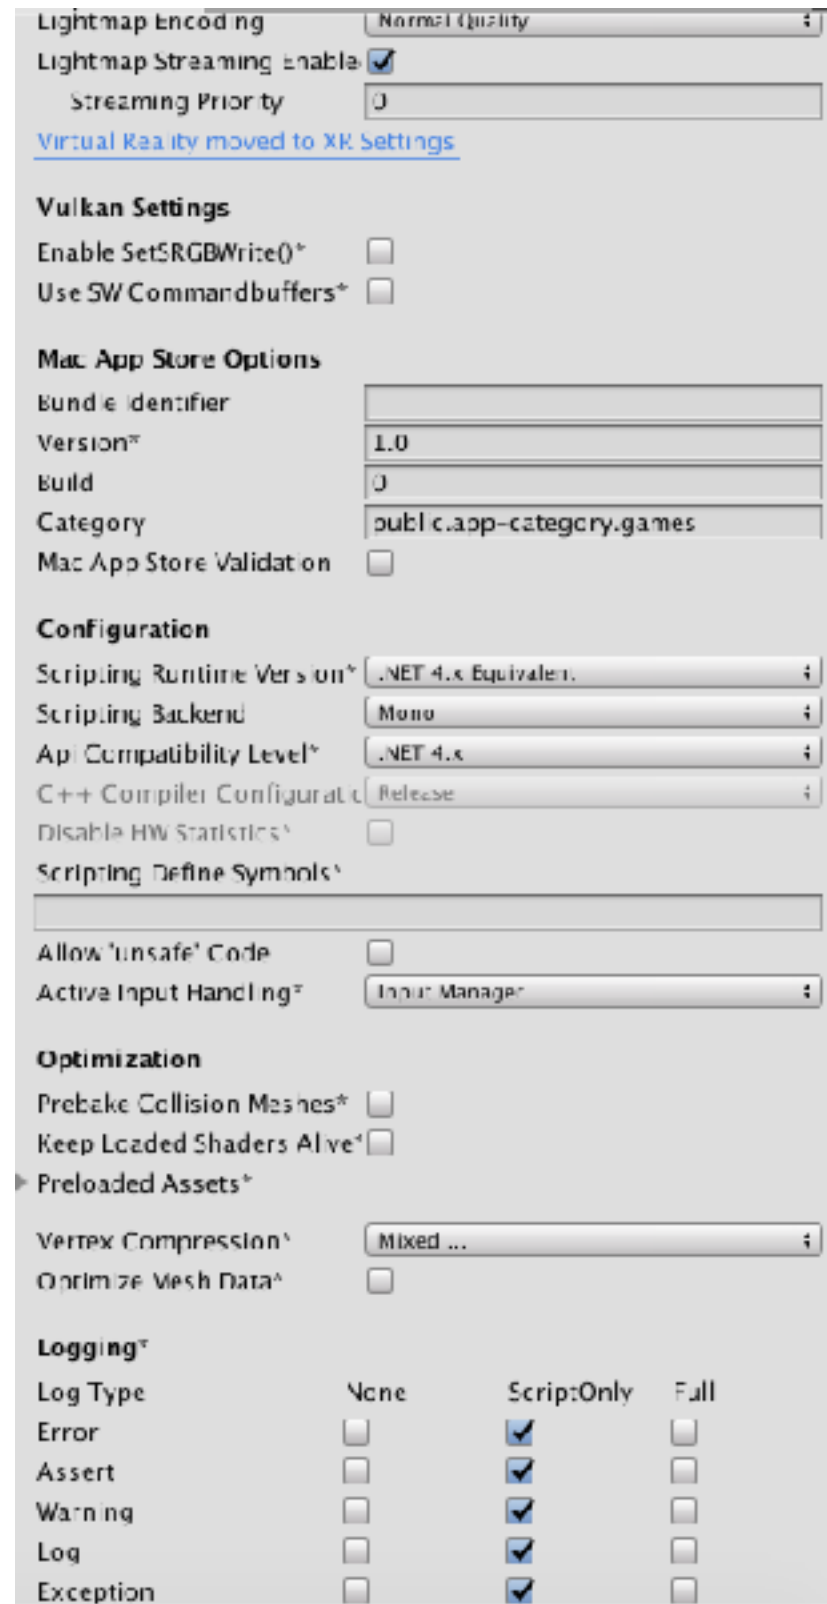 Lightmap Encoding Normal Quality
Lightmap Streaming Enable
Streaming Priority 0
Virtual Reality moved to XR Settings
Vulkan Settings
Enable SetSRGBWrite()*
Use SW Commandbuffers*
Mac App Store Options
Bundle Identifier
Version* 1.0
Build 0
Category public.app-category.games
Mac App Store Validation
Configuration
Scripting Runtime Version* .NET 4.x Equivalent
Scripting Backend Mono
Api Compatibility Level* .NET 4.x
C++ Compiler Configuratic Release
Disable HW Statistics*
Scripting Define Symbols*
Allow 'unsafe' Code
Active Input Handling* Input Manager
Optimization
Prebake Collision Meshes*
Keep Loaded Shaders Alive*
Preloaded Assets*
Vertex Compression* Mixed ...
Optimize Mesh Data*
Logging*
Log Type None ScriptOnly Full
Error
Assert
Warning
Log
Exception